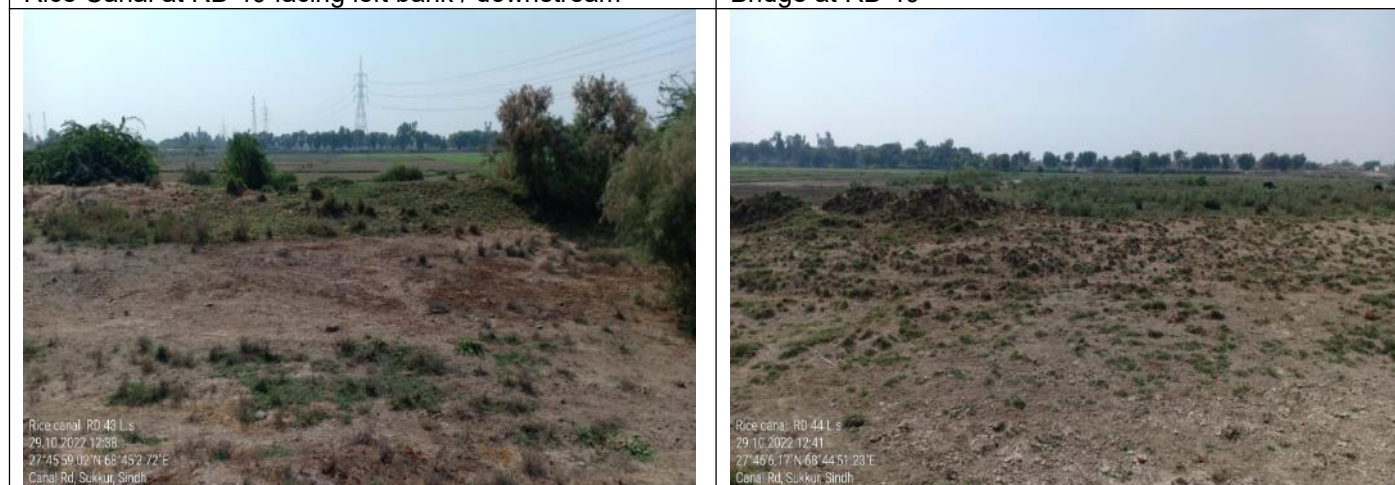 Rice Canal at RD 43 facing left bank / downstream
Bridge at RD 43
Rice canal RD 43 L.s
29.10.2022 12:38
27°45'59.02"N 68°45'2.72"E
Canal Rd, Sukkur, Sindh
Rice canal RD 44 L.s
29.10.2022 12:41
27°46'6.17"N 68°44'51.23"E
Canal Rd, Sukkur, Sindh